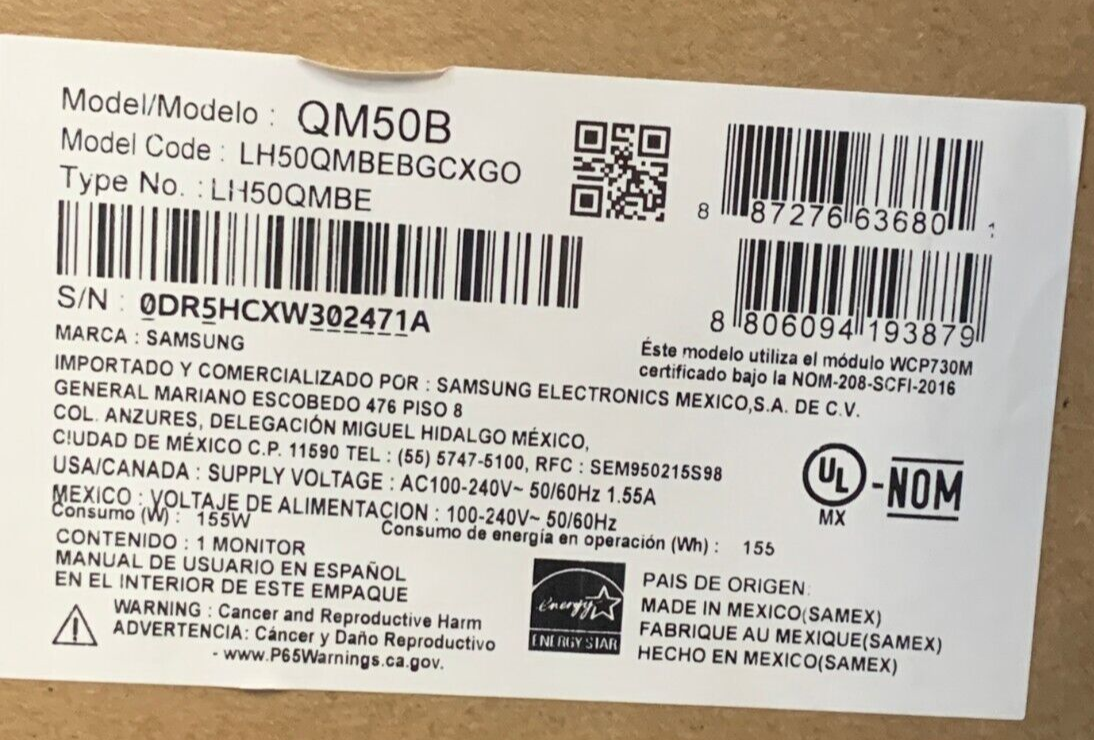 Model/Modelo : QM50B
Model Code : LH50QMBEBGCXGO
Type No. : LH50QMBE
8 87276 63680 1
S/N : 0DR5HCXW302471A
8 806094 193879
MARCA : SAMSUNG
Éste modelo utiliza el módulo WCP730M
certificado bajo la NOM-208-SCFI-2016
IMPORTADO Y COMERCIALIZADO POR : SAMSUNG ELECTRONICS MEXICO,S.A. DE C.V.
GENERAL MARIANO ESCOBEDO 476 PISO 8
COL. ANZURES, DELEGACIÓN MIGUEL HIDALGO MÉXICO,
CIUDAD DE MÉXICO C.P. 11590 TEL : (55) 5747-5100, RFC : SEM950215S98
USA/CANADA : SUPPLY VOLTAGE : AC100-240V~ 50/60Hz 1.55A
MEXICO : VOLTAJE DE ALIMENTACION : 100-240V~ 50/60Hz
Consumo (W) : 155W Consumo de energía en operación (Wh) : 155
UL
MX
-NOM
CONTENIDO : 1 MONITOR
MANUAL DE USUARIO EN ESPAÑOL
EN EL INTERIOR DE ESTE EMPAQUE
WARNING : Cancer and Reproductive Harm
ADVERTENCIA: Cáncer y Daño Reproductivo
- www.P65Warnings.ca.gov.
energy
ENERGY STAR
PAIS DE ORIGEN:
MADE IN MEXICO(SAMEX)
FABRIQUE AU MEXIQUE(SAMEX)
HECHO EN MEXICO(SAMEX)